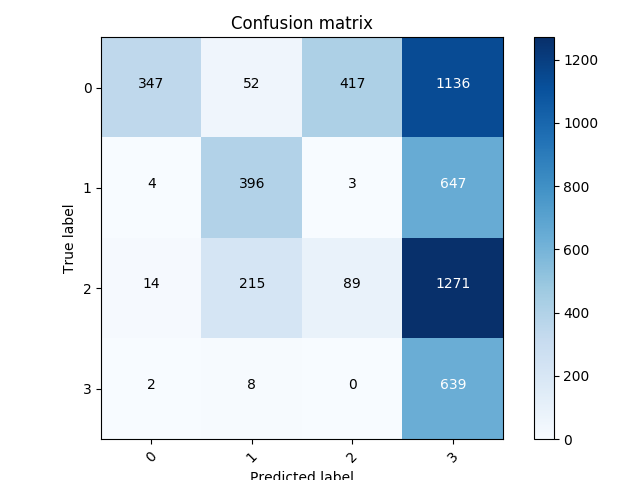 Confusion matrix
0 347 52 417 1136
1 4 396 3 647
2 14 215 89 1271
3 2 8 0 639
0 1 2 3
True label
Predicted label
1200
1000
800
600
400
200
0